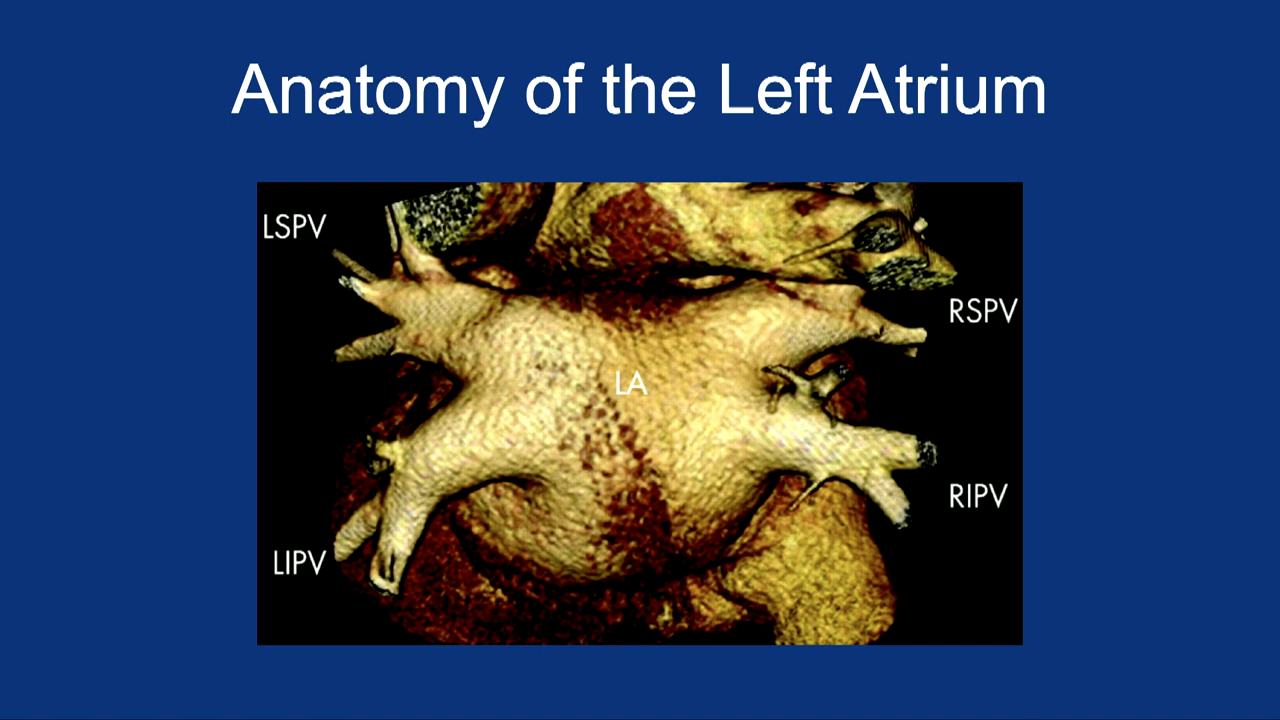 Anatomy of the Left Atrium
LSPV
RSPV
LA
RIPV
LIPV